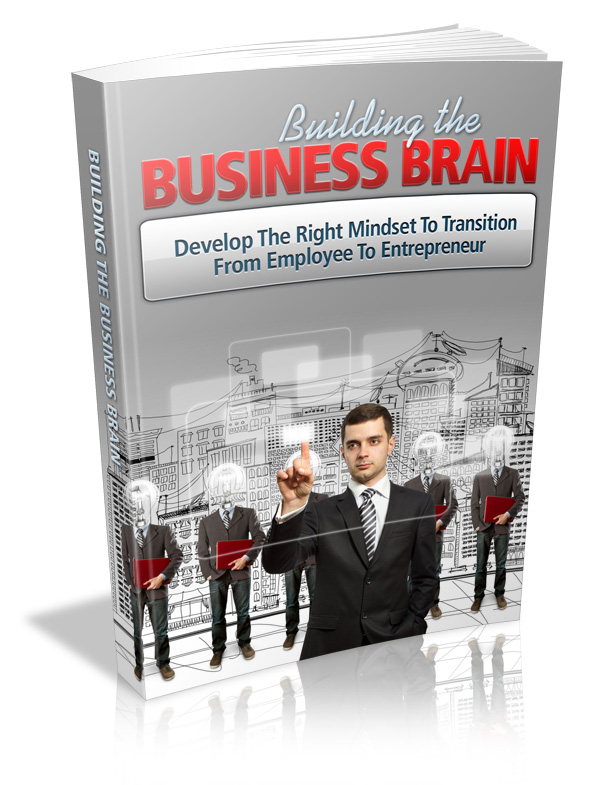 Building the
BUSINESS BRAIN
Develop The Right Mindset To Transition
From Employee To Entrepreneur
BUILDING THE BUSINESS BRAIN